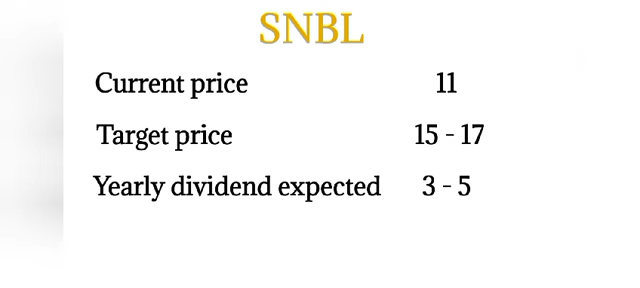 SNBL
Current price 11
Target price 15 - 17
Yearly dividend expected 3 - 5